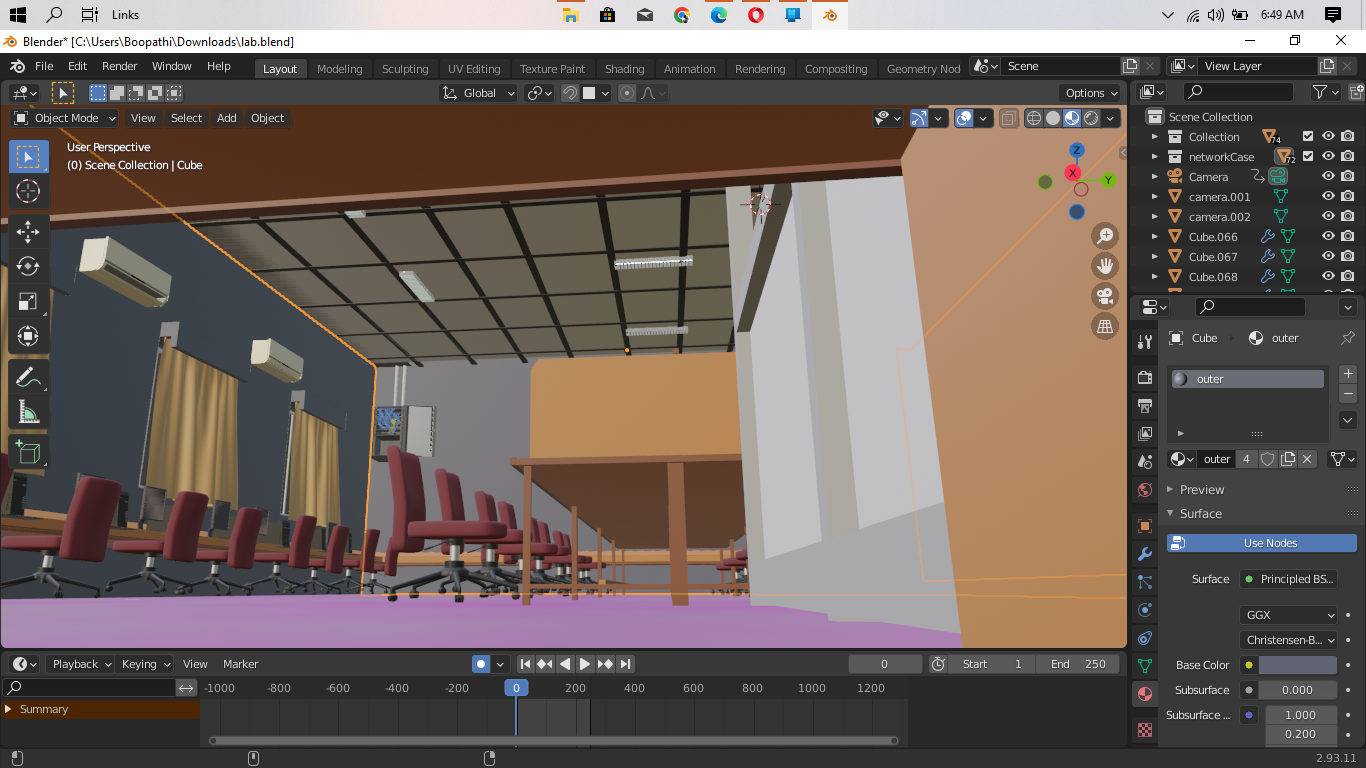 Links
6:49 AM
Blender* [C:\Users\Boopathi\Downloads\lab.blend]
File Edit Render Window Help
Layout Modeling Sculpting UV Editing Texture Paint Shading Animation Rendering Compositing Geometry Nod
Scene
View Layer
Global
Options
Object Mode View Select Add Object
User Perspective
(0) Scene Collection | Cube
Z
X
Y
Scene Collection
Collection 74
networkCase 72
Camera
camera.001
camera.002
Cube.066
Cube.067
Cube.068
Cube outer
outer
outer 4
Preview
Surface
Use Nodes
Surface Principled BS...
GGX
Christensen-B...
Base Color
Subsurface 0.000
Subsurface ... 1.000
0.200
Playback Keying View Marker
0
Start 1
End 250
-1000 -800 -600 -400 -200 0 200 400 600 800 1000 1200
Summary
2.93.11